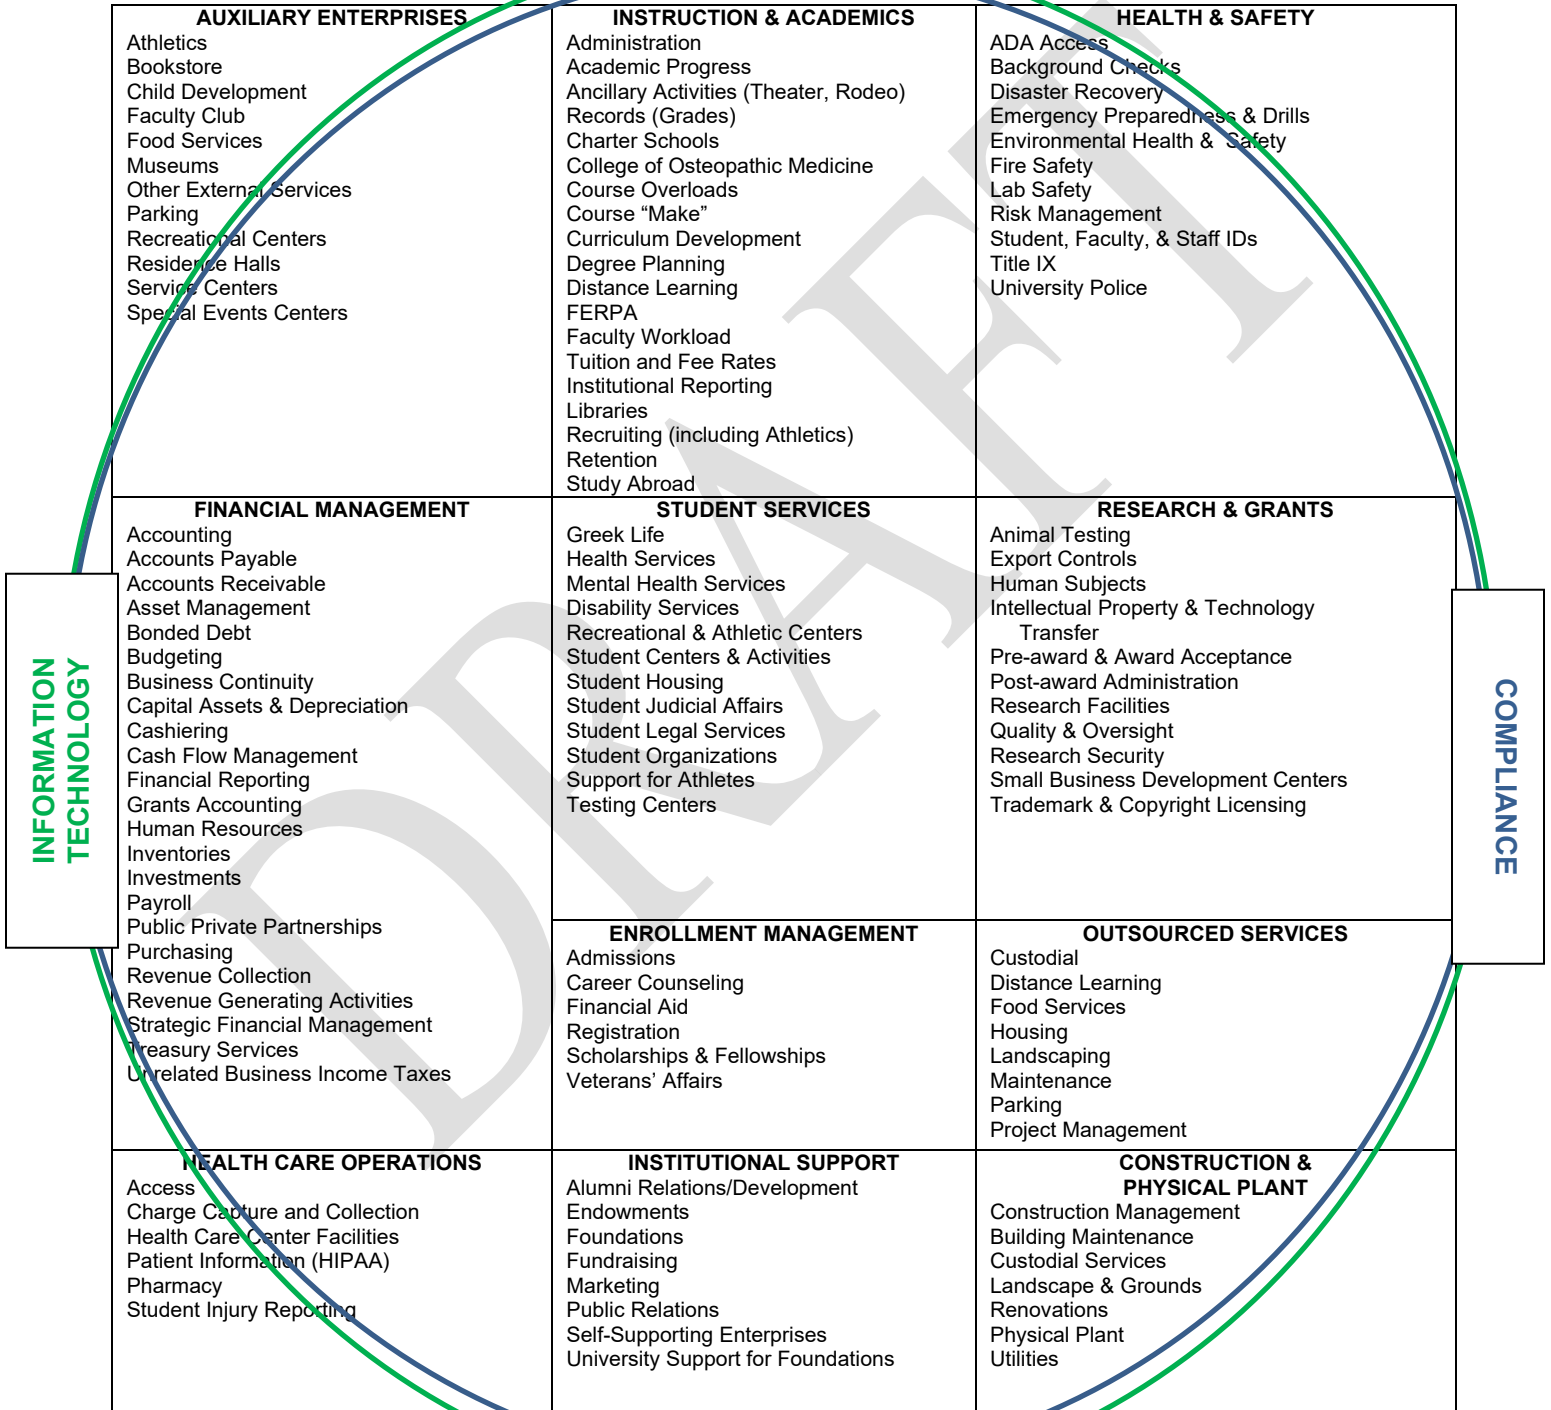 AUXILIARY ENTERPRISES
Athletics
Bookstore
Child Development
Faculty Club
Food Services
Museums
Other External Services
Parking
Recreational Centers
Residence Halls
Service Centers
Special Events Centers
INSTRUCTION & ACADEMICS
Administration
Academic Progress
Ancillary Activities (Theater, Rodeo)
Records (Grades)
Charter Schools
College of Osteopathic Medicine
Course Overloads
Course “Make”
Curriculum Development
Degree Planning
Distance Learning
FERPA
Faculty Workload
Tuition and Fee Rates
Institutional Reporting
Libraries
Recruiting (including Athletics)
Retention
Study Abroad
HEALTH & SAFETY
ADA Access
Background Checks
Disaster Recovery
Emergency Preparedness & Drills
Environmental Health & Safety
Fire Safety
Lab Safety
Risk Management
Student, Faculty, & Staff IDs
Title IX
University Police
FINANCIAL MANAGEMENT
Accounting
Accounts Payable
Accounts Receivable
Asset Management
Bonded Debt
Budgeting
Business Continuity
Capital Assets & Depreciation
Cashiering
Cash Flow Management
Financial Reporting
Grants Accounting
Human Resources
Inventories
Investments
Payroll
Public Private Partnerships
Purchasing
Revenue Collection
Revenue Generating Activities
Strategic Financial Management
Treasury Services
Unrelated Business Income Taxes
STUDENT SERVICES
Greek Life
Health Services
Mental Health Services
Disability Services
Recreational & Athletic Centers
Student Centers & Activities
Student Housing
Student Judicial Affairs
Student Legal Services
Student Organizations
Support for Athletes
Testing Centers
RESEARCH & GRANTS
Animal Testing
Export Controls
Human Subjects
Intellectual Property & Technology
Transfer
Pre-award & Award Acceptance
Post-award Administration
Research Facilities
Quality & Oversight
Research Security
Small Business Development Centers
Trademark & Copyright Licensing
ENROLLMENT MANAGEMENT
Admissions
Career Counseling
Financial Aid
Registration
Scholarships & Fellowships
Veterans’ Affairs
OUTSOURCED SERVICES
Custodial
Distance Learning
Food Services
Housing
Landscaping
Maintenance
Parking
Project Management
HEALTH CARE OPERATIONS
Access
Charge Capture and Collection
Health Care Center Facilities
Patient Information (HIPAA)
Pharmacy
Student Injury Reporting
INSTITUTIONAL SUPPORT
Alumni Relations/Development
Endowments
Foundations
Fundraising
Marketing
Public Relations
Self-Supporting Enterprises
University Support for Foundations
CONSTRUCTION &
PHYSICAL PLANT
Construction Management
Building Maintenance
Custodial Services
Landscape & Grounds
Renovations
Physical Plant
Utilities
INFORMATION
TECHNOLOGY
COMPLIANCE
DRAFT